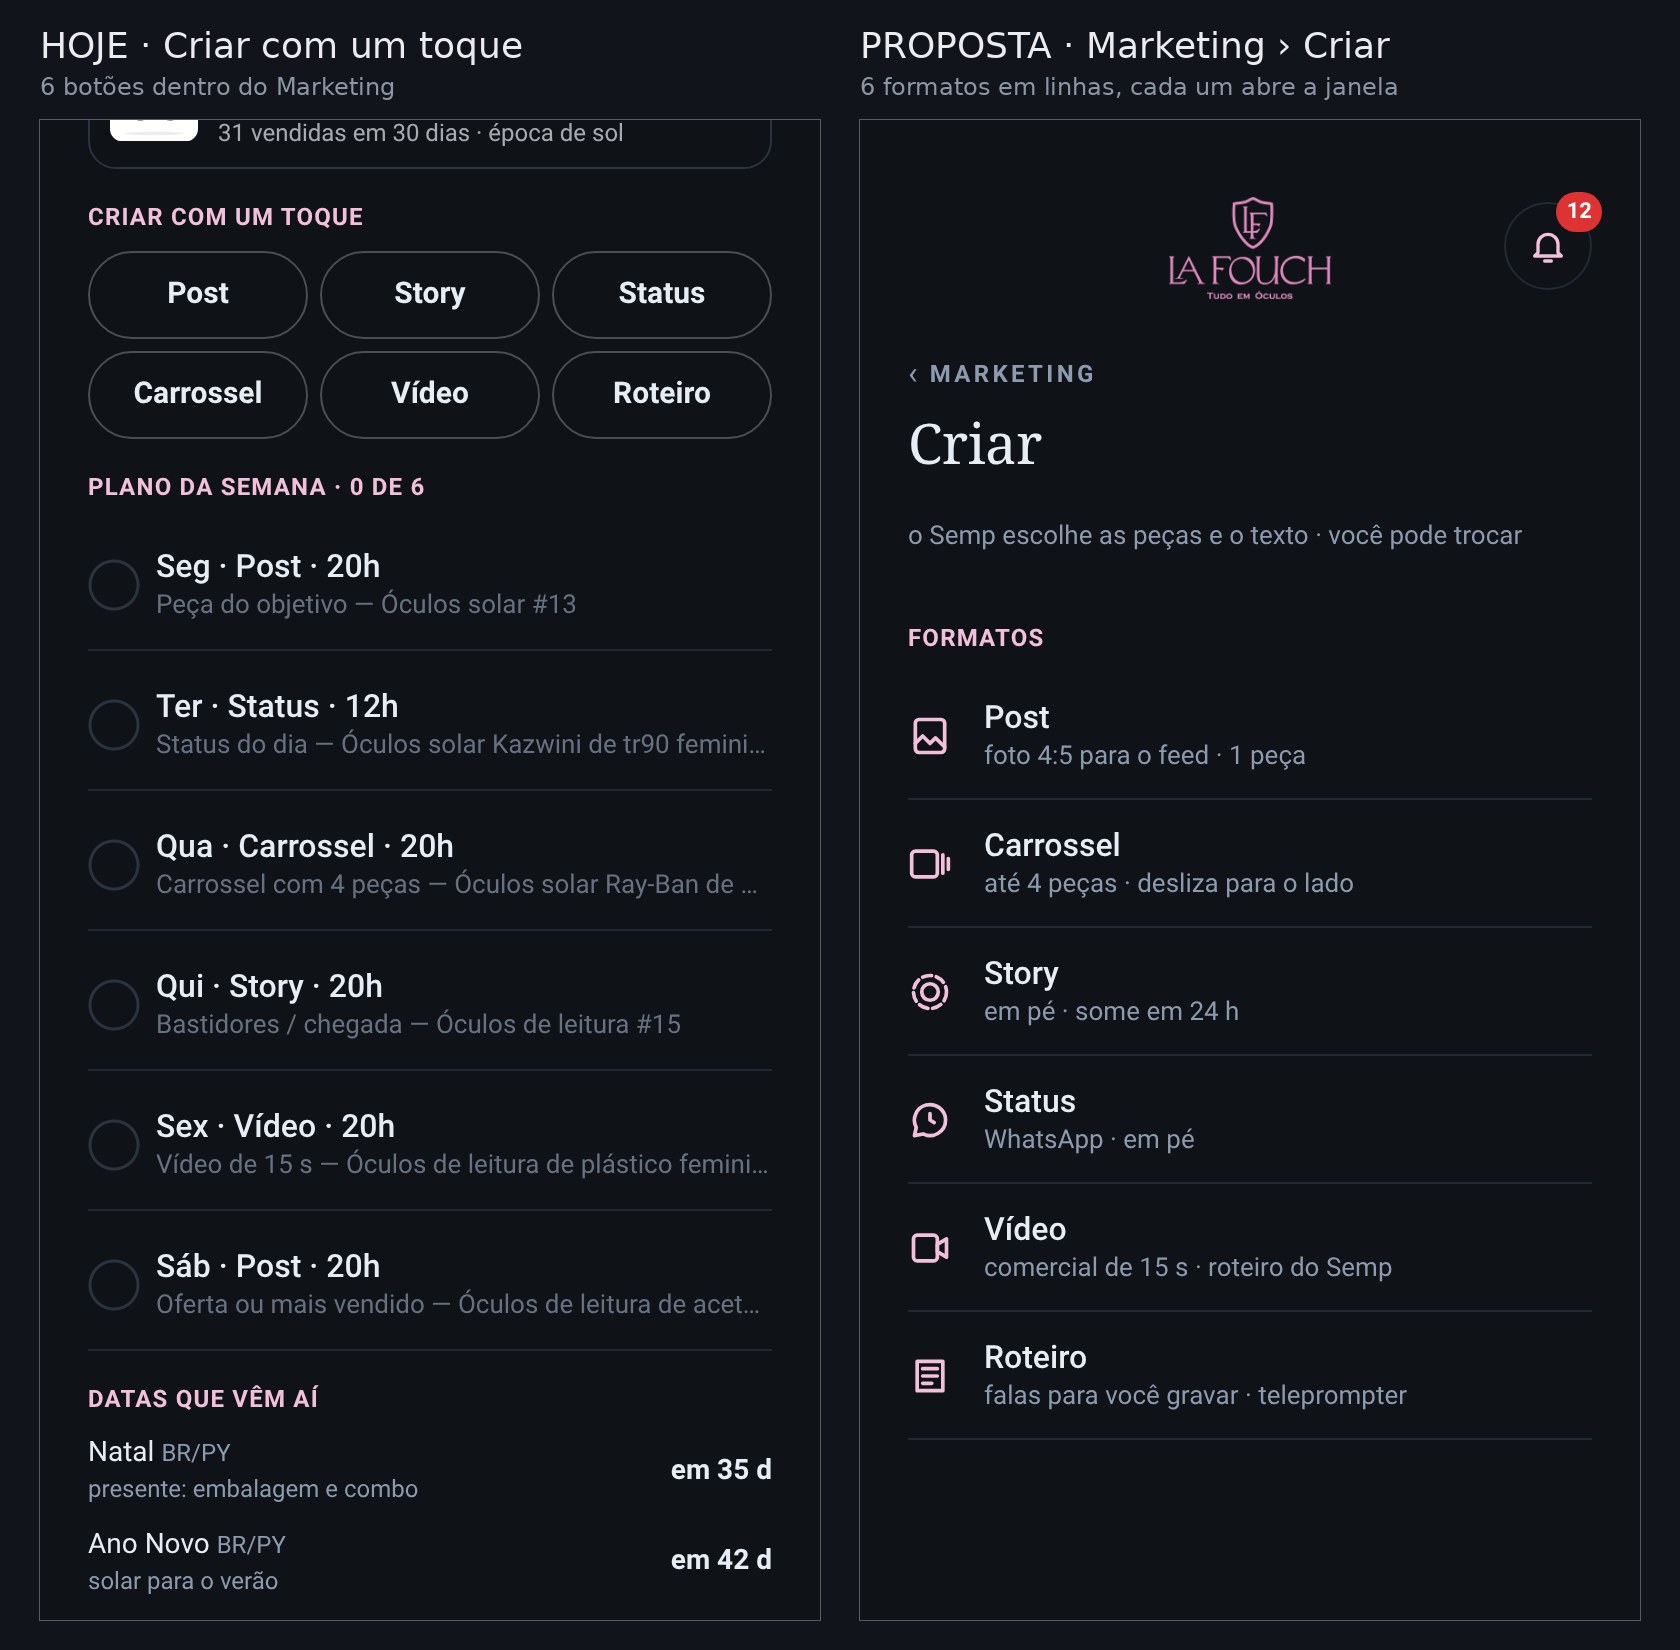 HOJE · Criar com um toque
6 botões dentro do Marketing
31 vendidas em 30 dias · época de sol
CRIAR COM UM TOQUE
Post
Story
Status
Carrossel
Vídeo
Roteiro
PLANO DA SEMANA · 0 DE 6
Seg · Post · 20h
Peça do objetivo — Óculos solar #13
Ter · Status · 12h
Status do dia — Óculos solar Kazwini de tr90 femini...
Qua · Carrossel · 20h
Carrossel com 4 peças — Óculos solar Ray-Ban de ...
Qui · Story · 20h
Bastidores / chegada — Óculos de leitura #15
Sex · Vídeo · 20h
Vídeo de 15 s — Óculos de leitura de plástico femini...
Sáb · Post · 20h
Oferta ou mais vendido — Óculos de leitura de acet...
DATAS QUE VÊM AÍ
Natal BR/PY
presente: embalagem e combo
em 35 d
Ano Novo BR/PY
solar para o verão
em 42 d
PROPOSTA · Marketing › Criar
6 formatos em linhas, cada um abre a janela
LF
LA FOUCH
TUDO EM ÓCULOS
12
‹ MARKETING
Criar
o Semp escolhe as peças e o texto · você pode trocar
FORMATOS
Post
foto 4:5 para o feed · 1 peça
Carrossel
até 4 peças · desliza para o lado
Story
em pé · some em 24 h
Status
WhatsApp · em pé
Vídeo
comercial de 15 s · roteiro do Semp
Roteiro
falas para você gravar · teleprompter